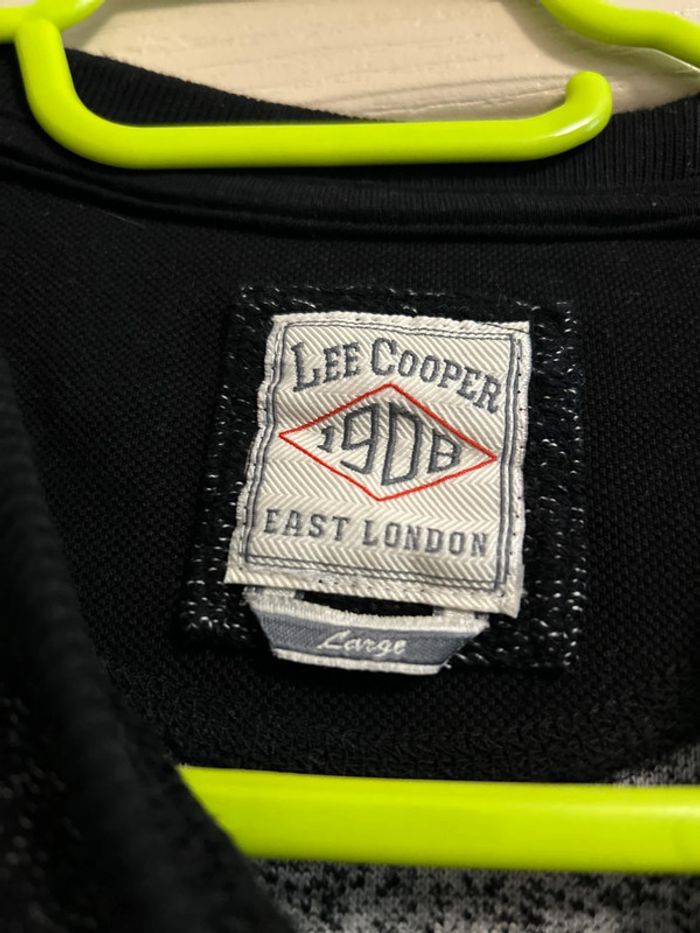 LEE COOPER
1908
EAST LONDON
Large